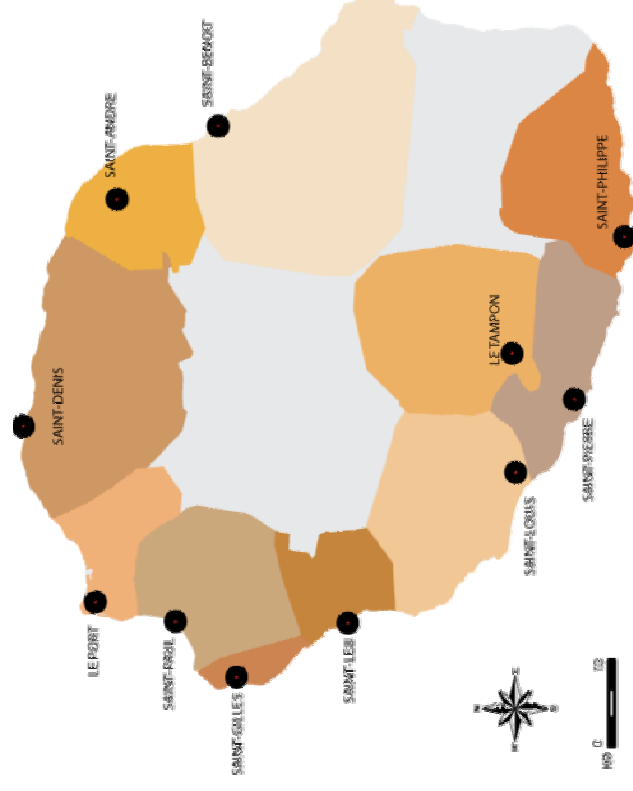 SAINT-BENOIT
SAINT-ANDRE
SAINT-PHILIPPE
LE TAMPON
SAINT-DENIS
SAINT-PIERRE
SAINT-LOUIS
LE PORT
SAINT-PAUL
SAINT-LEU
SAINT-GILLES
N
E
S
W
0